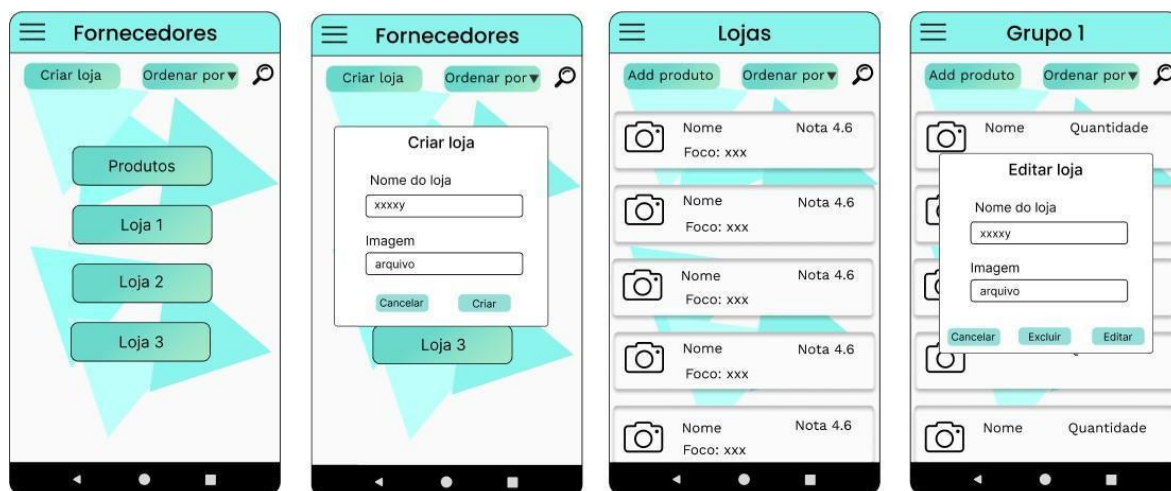 Fornecedores
Criar loja Ordenar por▼
Produtos
Loja 1
Loja 2
Loja 3
Fornecedores
Criar loja Ordenar por▼
Criar loja
Nome do loja
xxxxy
Imagem
arquivo
Cancelar Criar
Loja 3
Lojas
Add produto Ordenar por▼
Nome Nota 4.6
Foco: xxx
Nome Nota 4.6
Foco: xxx
Nome Nota 4.6
Foco: xxx
Nome Nota 4.6
Foco: xxx
Nome Nota 4.6
Foco: xxx
Grupo 1
Add produto Ordenar por▼
Nome Quantidade
Editar loja
Nome do loja
xxxxy
Imagem
arquivo
Cancelar Excluir Editar
Nome Quantidade